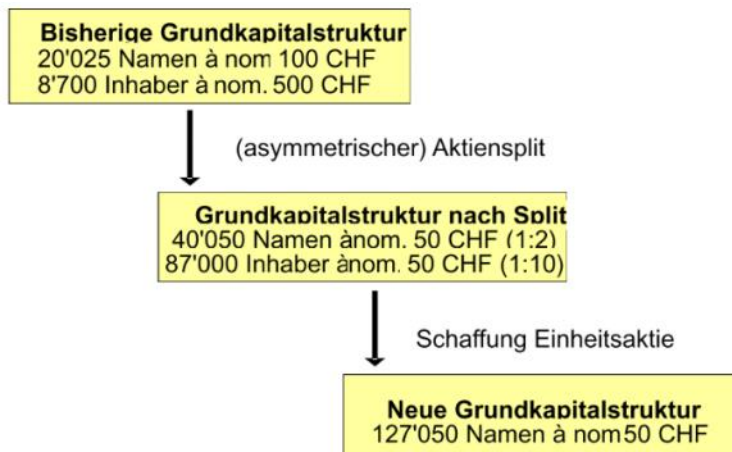 Bisherige Grundkapitalstruktur
20'025 Namen à nom 100 CHF
8'700 Inhaber à nom. 500 CHF
(asymmetrischer) Aktiensplit
Grundkapitalstruktur nach Split
40'050 Namen ànom. 50 CHF (1:2)
87'000 Inhaber ànom. 50 CHF (1:10)
Schaffung Einheitsaktie
Neue Grundkapitalstruktur
127'050 Namen à nom50 CHF